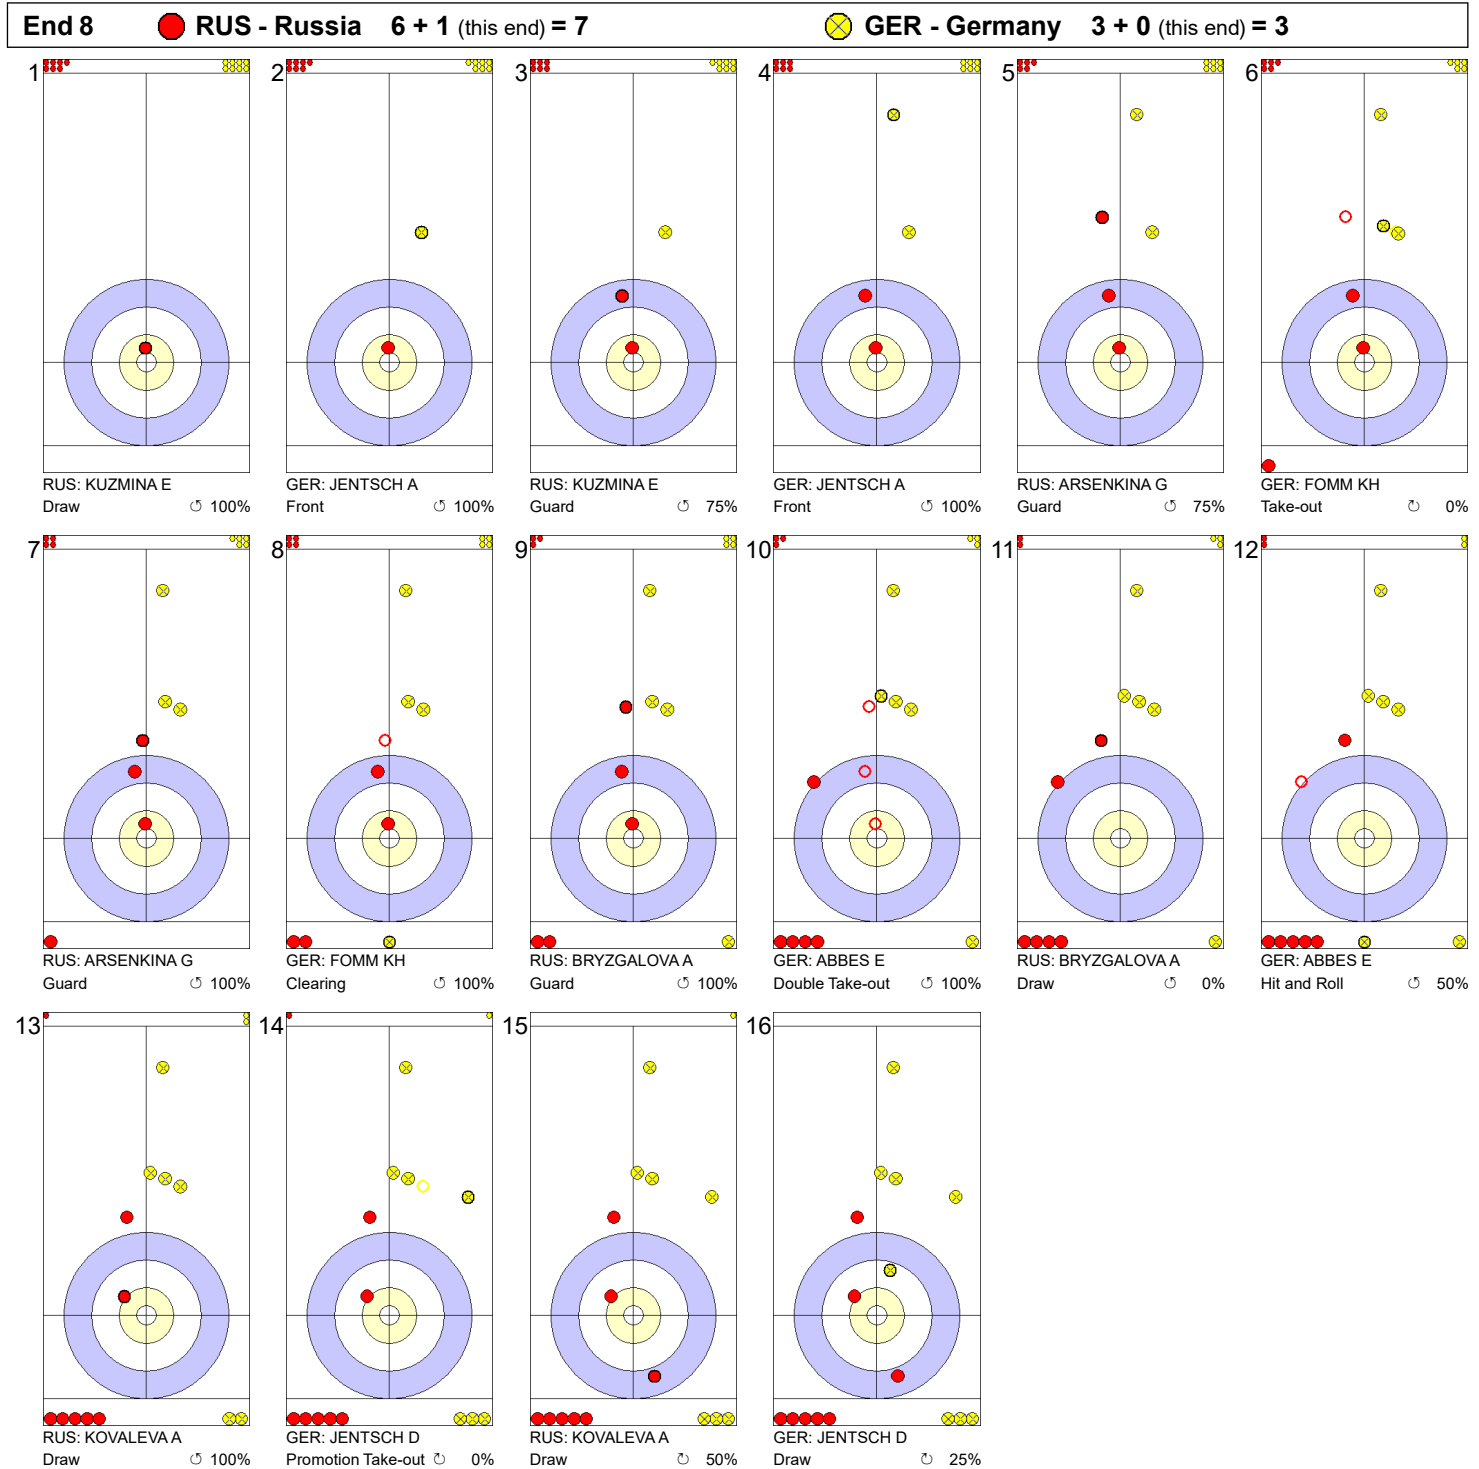 End 8 RUS - Russia 6 + 1 (this end) = 7 GER - Germany 3 + 0 (this end) = 3
1 2 3 4 5 6
RUS: KUZMINA E GER: JENTSCH A RUS: KUZMINA E GER: JENTSCH A RUS: ARSENKINA G GER: FOMM KH
Draw ↺ 100% Front ↺ 100% Guard ↺ 75% Front ↺ 100% Guard ↺ 75% Take-out ↻ 0%
7 8 9 10 11 12
RUS: ARSENKINA G GER: FOMM KH RUS: BRYZGALOVA A GER: ABBES E RUS: BRYZGALOVA A GER: ABBES E
Guard ↺ 100% Clearing ↺ 100% Guard ↺ 100% Double Take-out ↺ 100% Draw ↺ 0% Hit and Roll ↺ 50%
13 14 15 16
RUS: KOVALEVA A GER: JENTSCH D RUS: KOVALEVA A GER: JENTSCH D
Draw ↺ 100% Promotion Take-out ↻ 0% Draw ↻ 50% Draw ↻ 25%